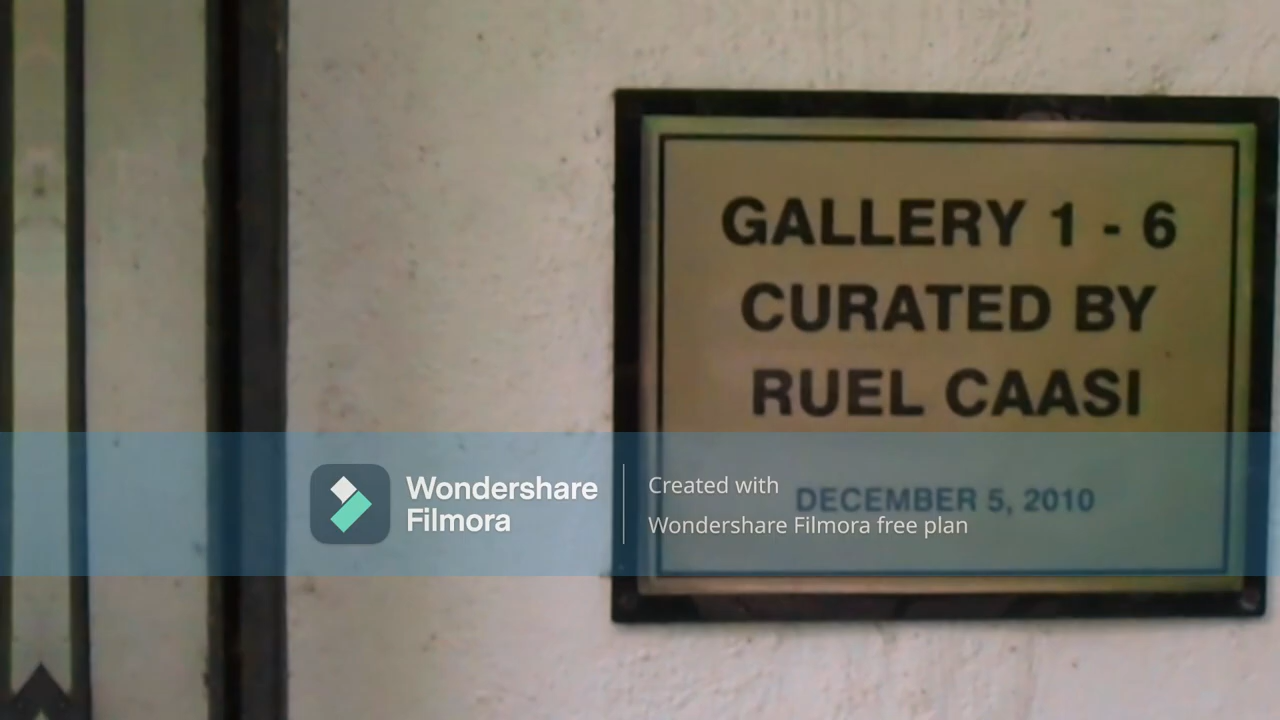 GALLERY 1 - 6
CURATED BY
RUEL CAASI
DECEMBER 5, 2010
Wondershare
Filmora
Created with
Wondershare Filmora free plan